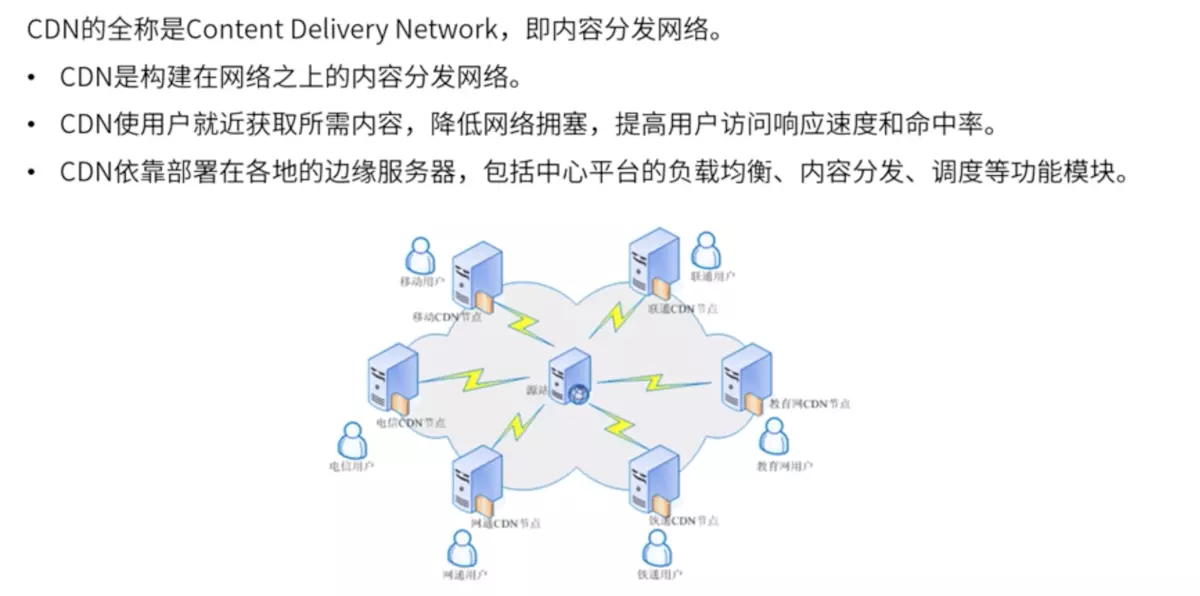 CDN的全称是Content Delivery Network，即内容分发网络。
• CDN是构建在网络之上的内容分发网络。
• CDN使用户就近获取所需内容，降低网络拥塞，提高用户访问响应速度和命中率。
• CDN依靠部署在各地的边缘服务器，包括中心平台的负载均衡、内容分发、调度等功能模块。
移动用户
联通用户
移动CDN节点
联通CDN节点
源站
教育网CDN节点
电信CDN节点
电信用户
教育网用户
网通CDN节点
铁通CDN节点
网通用户
铁通用户